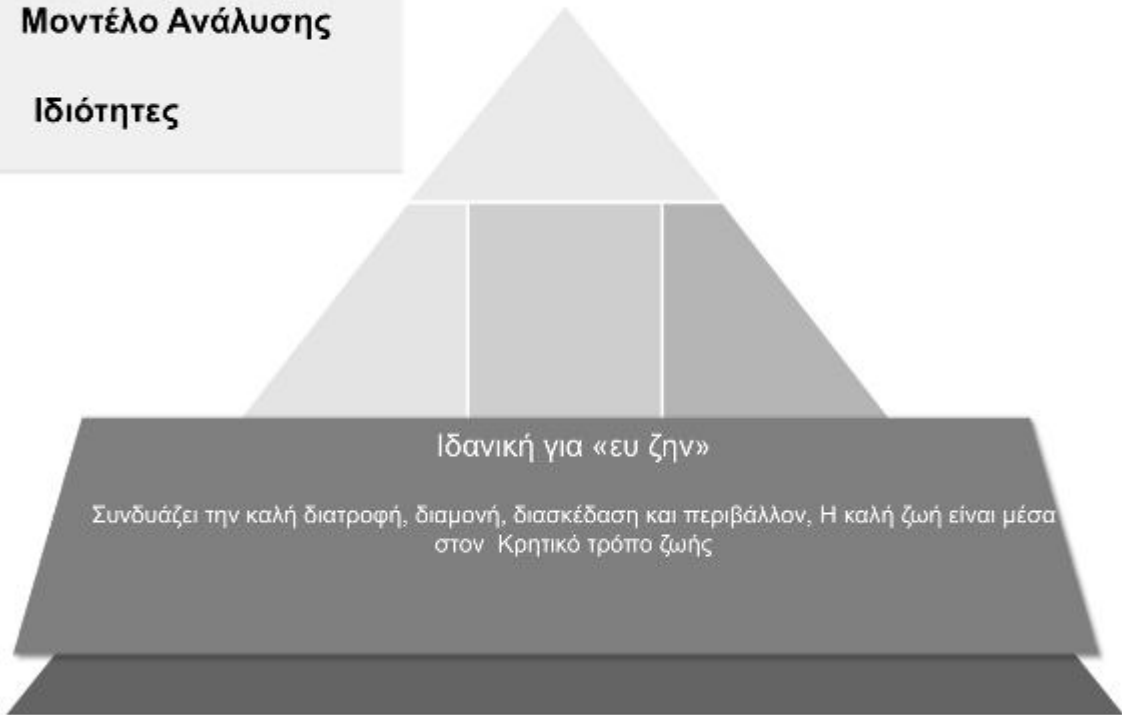 Μοντέλο Ανάλυσης
Ιδιότητες
Ιδανική για «ευ ζην»
Συνδυάζει την καλή διατροφή, διαμονή, διασκέδαση και περιβάλλον, Η καλή ζωή είναι μέσα
στον Κρητικό τρόπο ζωής